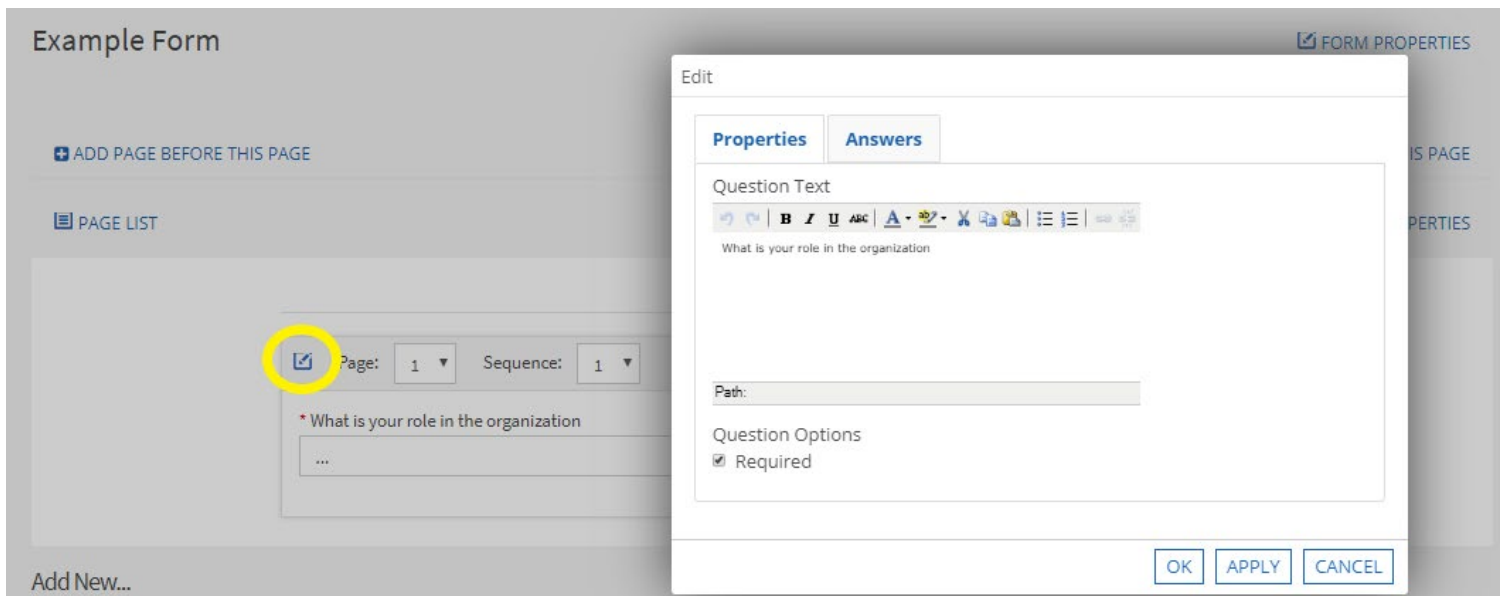 Example Form
FORM PROPERTIES
Edit
Properties Answers
ADD PAGE BEFORE THIS PAGE
IS PAGE
Question Text
B I U ABC A ab
PAGE LIST
PERTIES
What is your role in the organization
Page: 1 Sequence: 1
Path:
* What is your role in the organization
...
Question Options
Required
Add New...
OK APPLY CANCEL